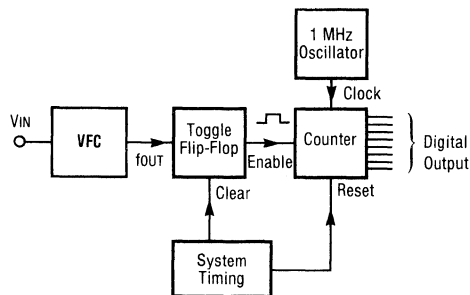 1 MHz
Oscillator
Clock
VIN
VFC
fOUT
Toggle
Flip-Flop
Enable
Counter
Digital
Output
Clear
Reset
System
Timing